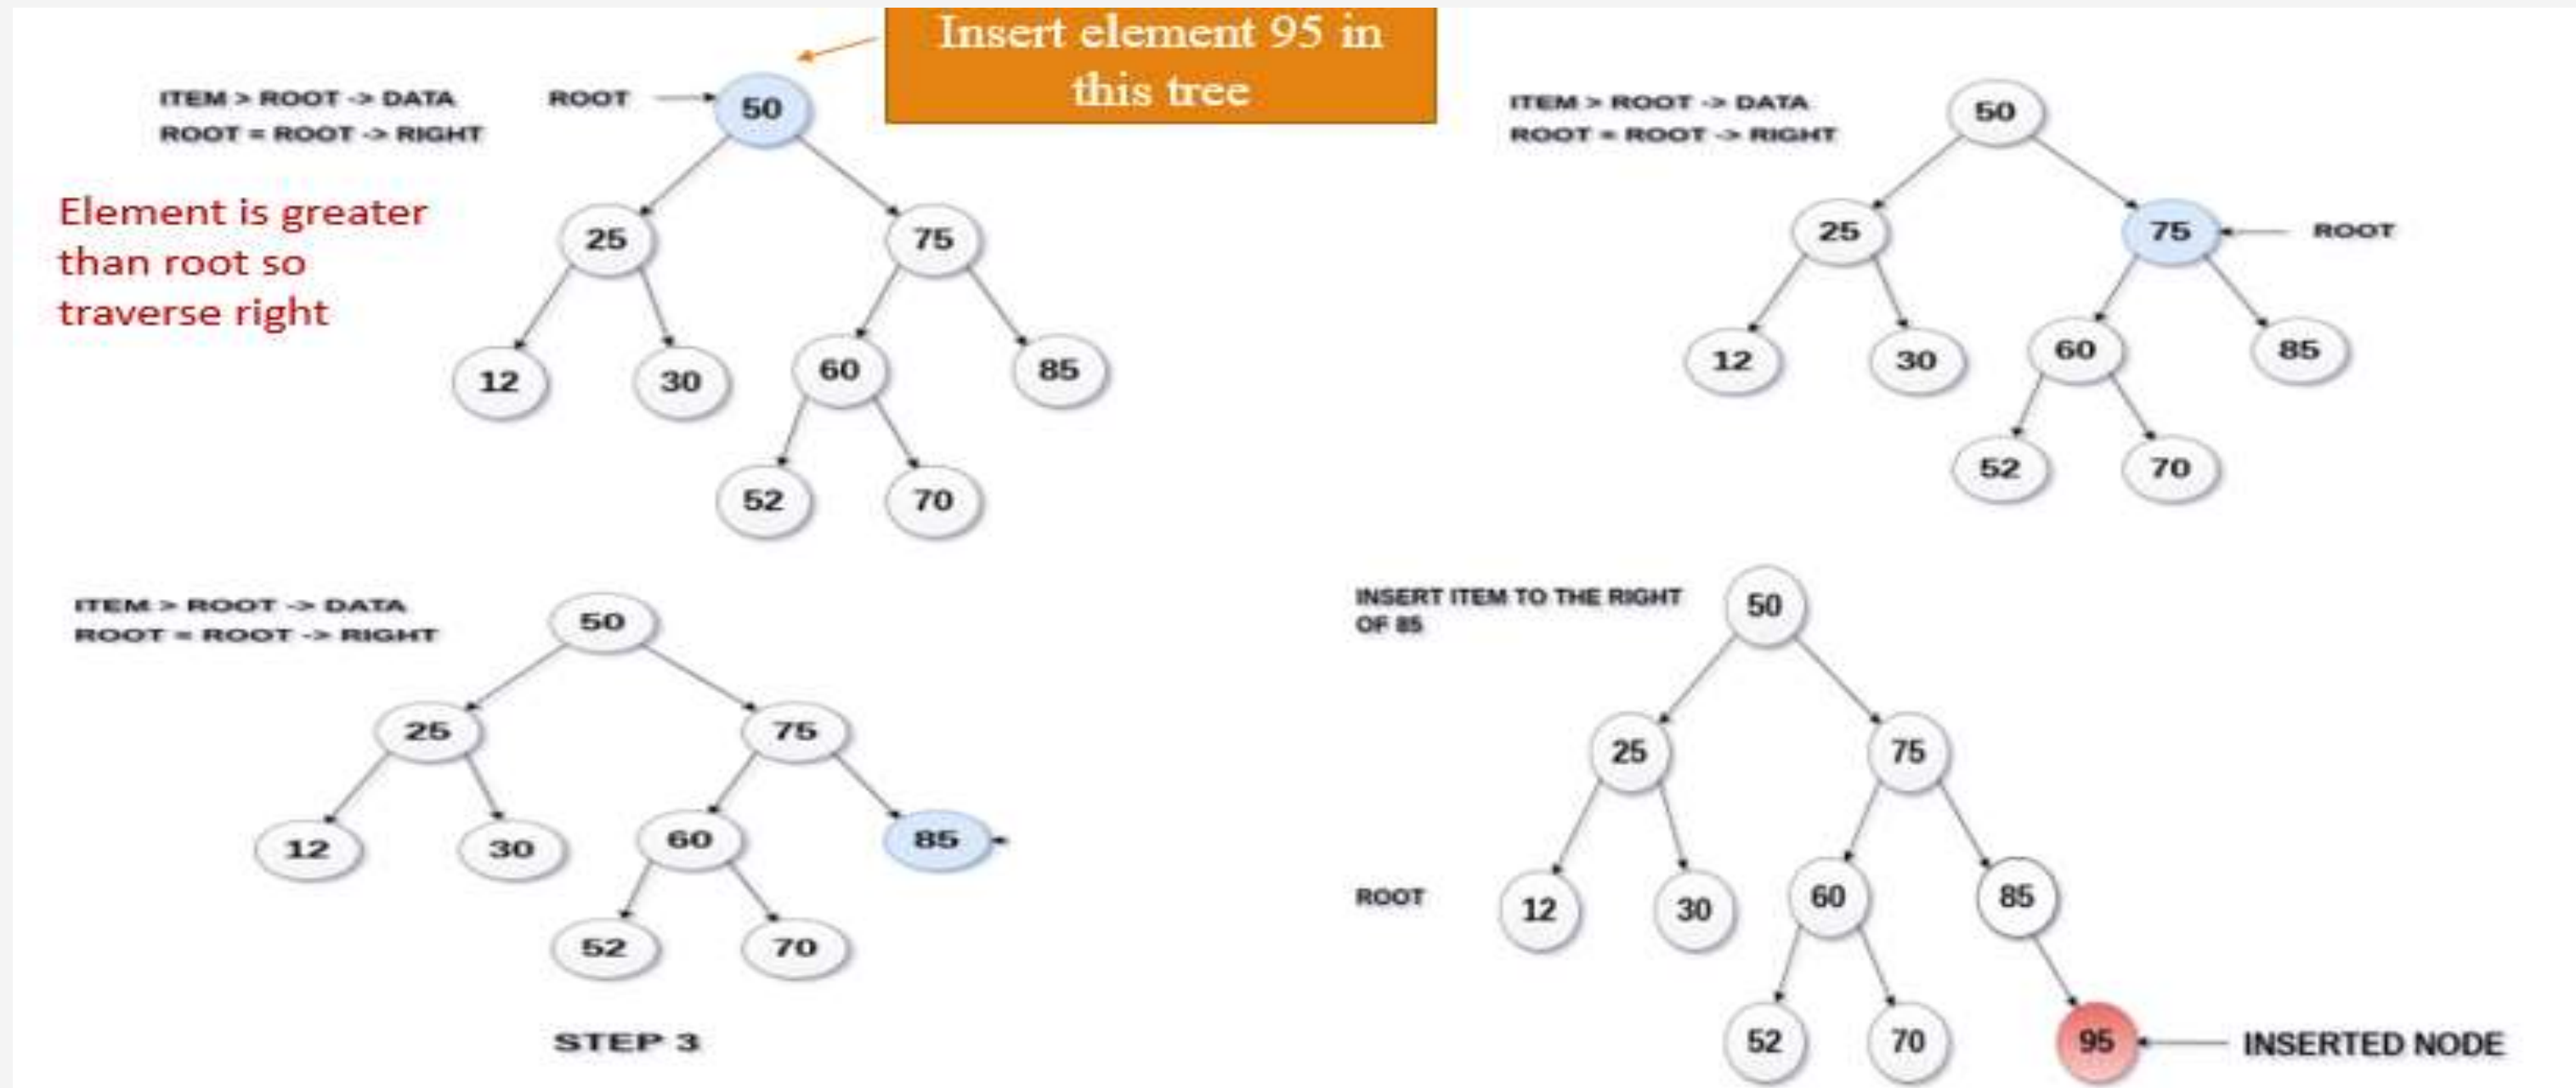 Insert element 95 in
this tree
ITEM > ROOT -> DATA
ROOT = ROOT -> RIGHT
ROOT
50
Element is greater
than root so
traverse right
25
75
12
30
60
85
52
70
ITEM > ROOT -> DATA
ROOT = ROOT -> RIGHT
50
25
75
ROOT
12
30
60
85
52
70
ITEM > ROOT -> DATA
ROOT = ROOT -> RIGHT
50
25
75
12
30
60
85
52
70
STEP 3
INSERT ITEM TO THE RIGHT
OF 85
50
25
75
ROOT
12
30
60
85
52
70
95
INSERTED NODE